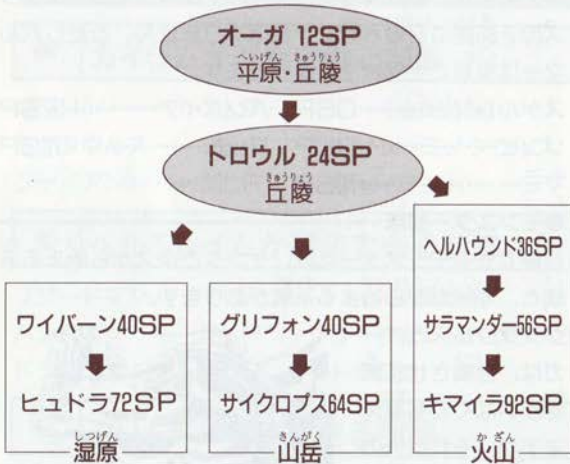 オーガ 12SP
へいげん きゅうりょう
平原・丘陵
トロウル 24SP
きゅうりょう
丘陵
ワイバーン40SP
ヒュドラ72SP
しつげん
湿原
グリフォン40SP
サイクロプス64SP
さんがく
山岳
ヘルハウンド36SP
サラマンダー56SP
キマイラ92SP
かざん
火山